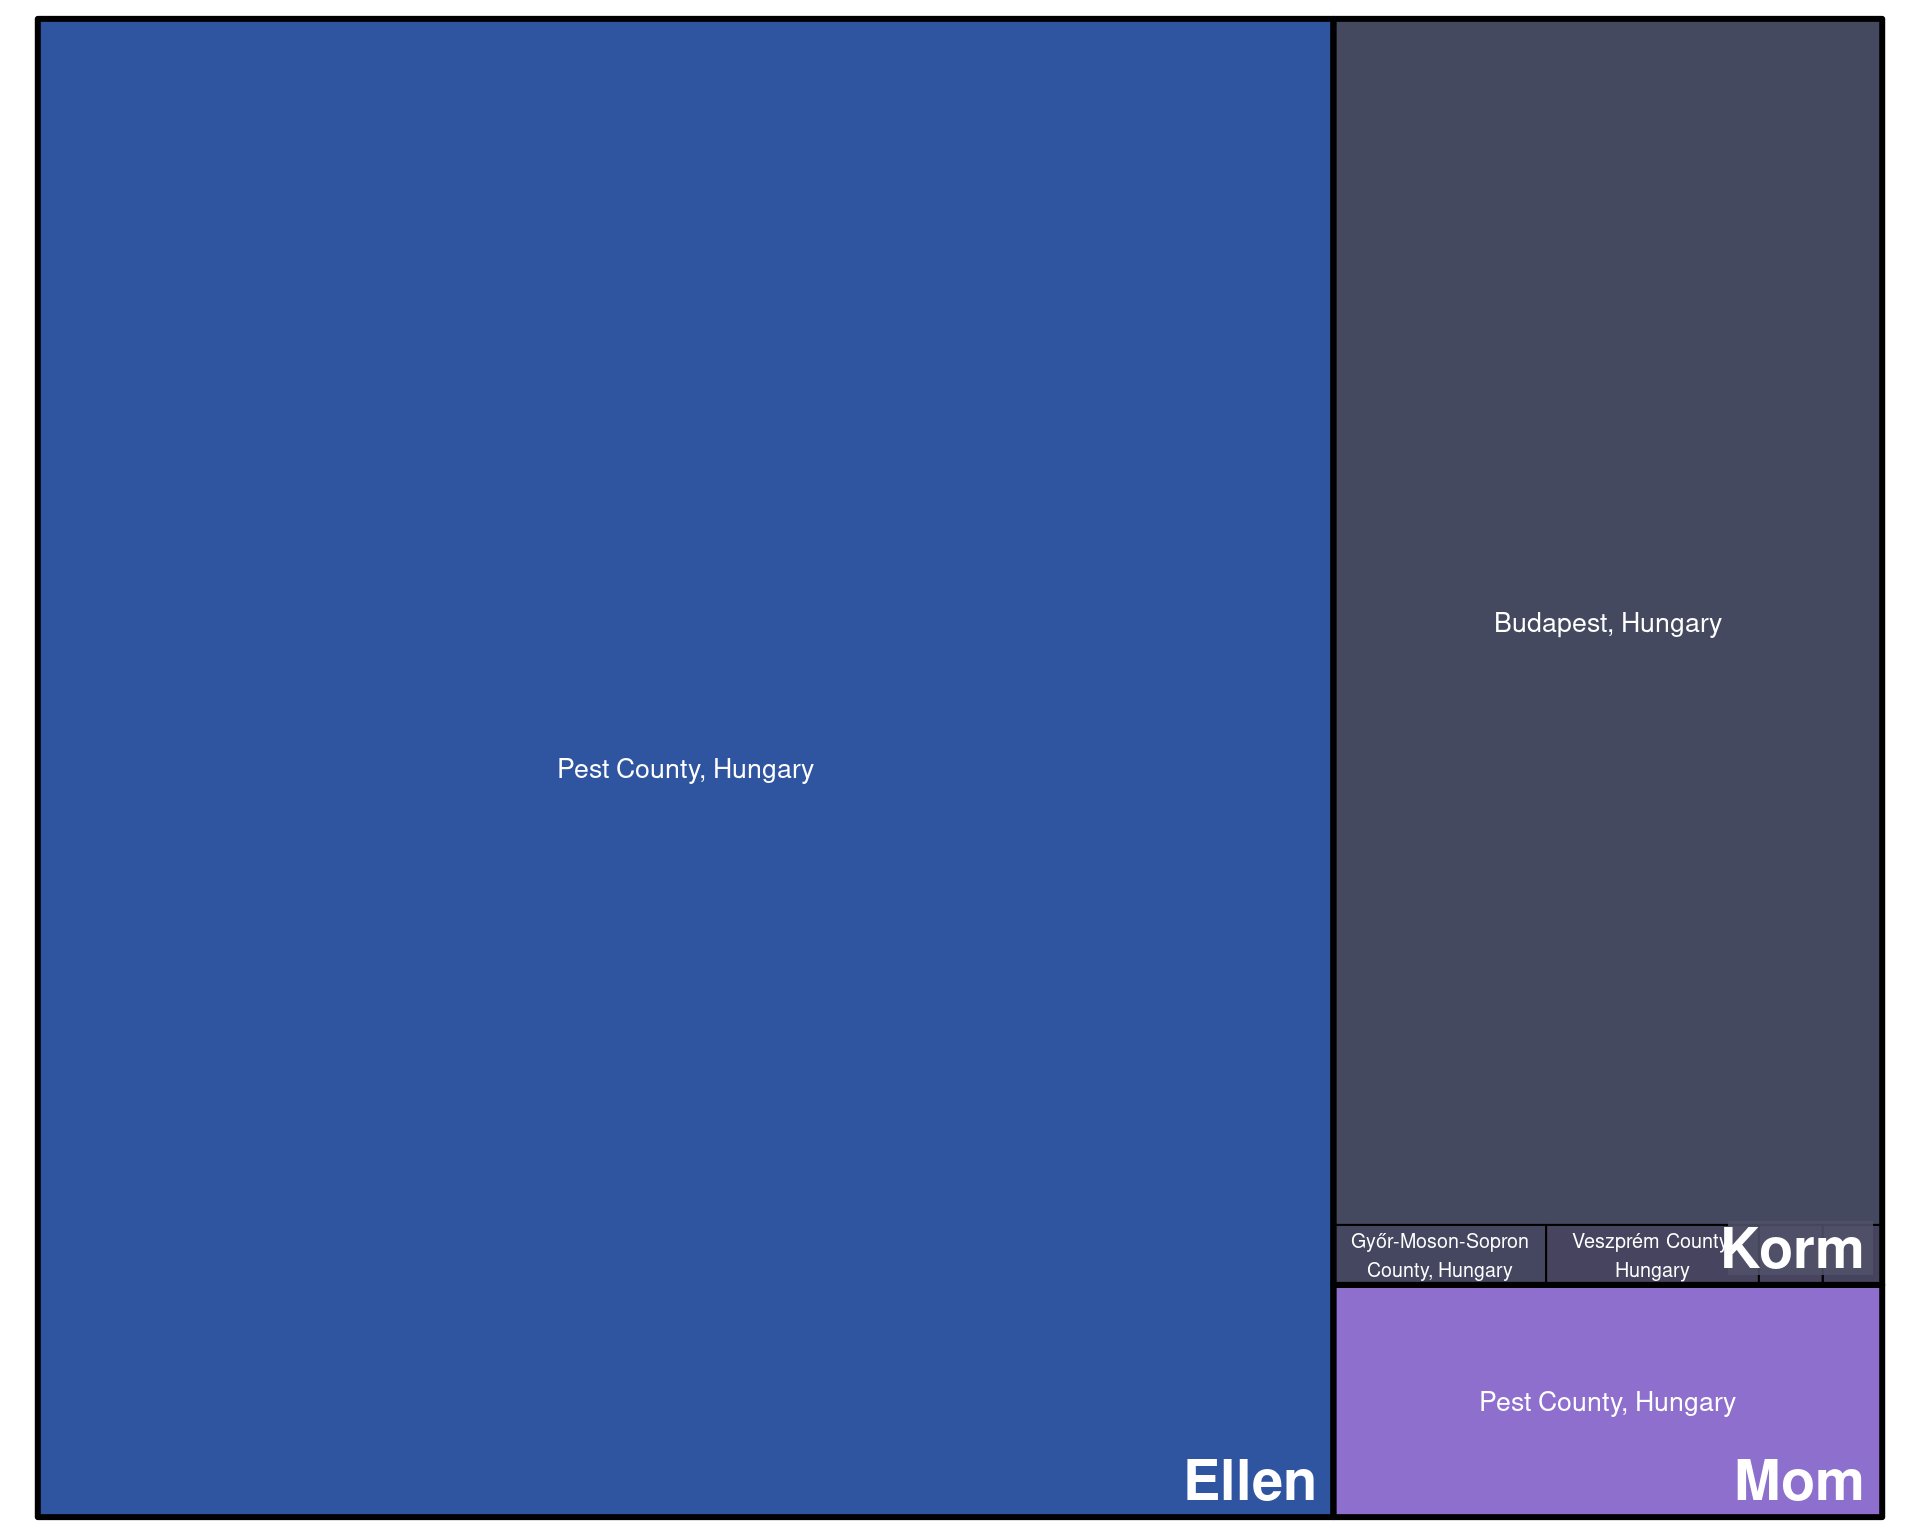 Pest County, Hungary
Ellen
Budapest, Hungary
Győr-Moson-Sopron
County, Hungary
Veszprém County
Hungary
Korm
Pest County, Hungary
Mom